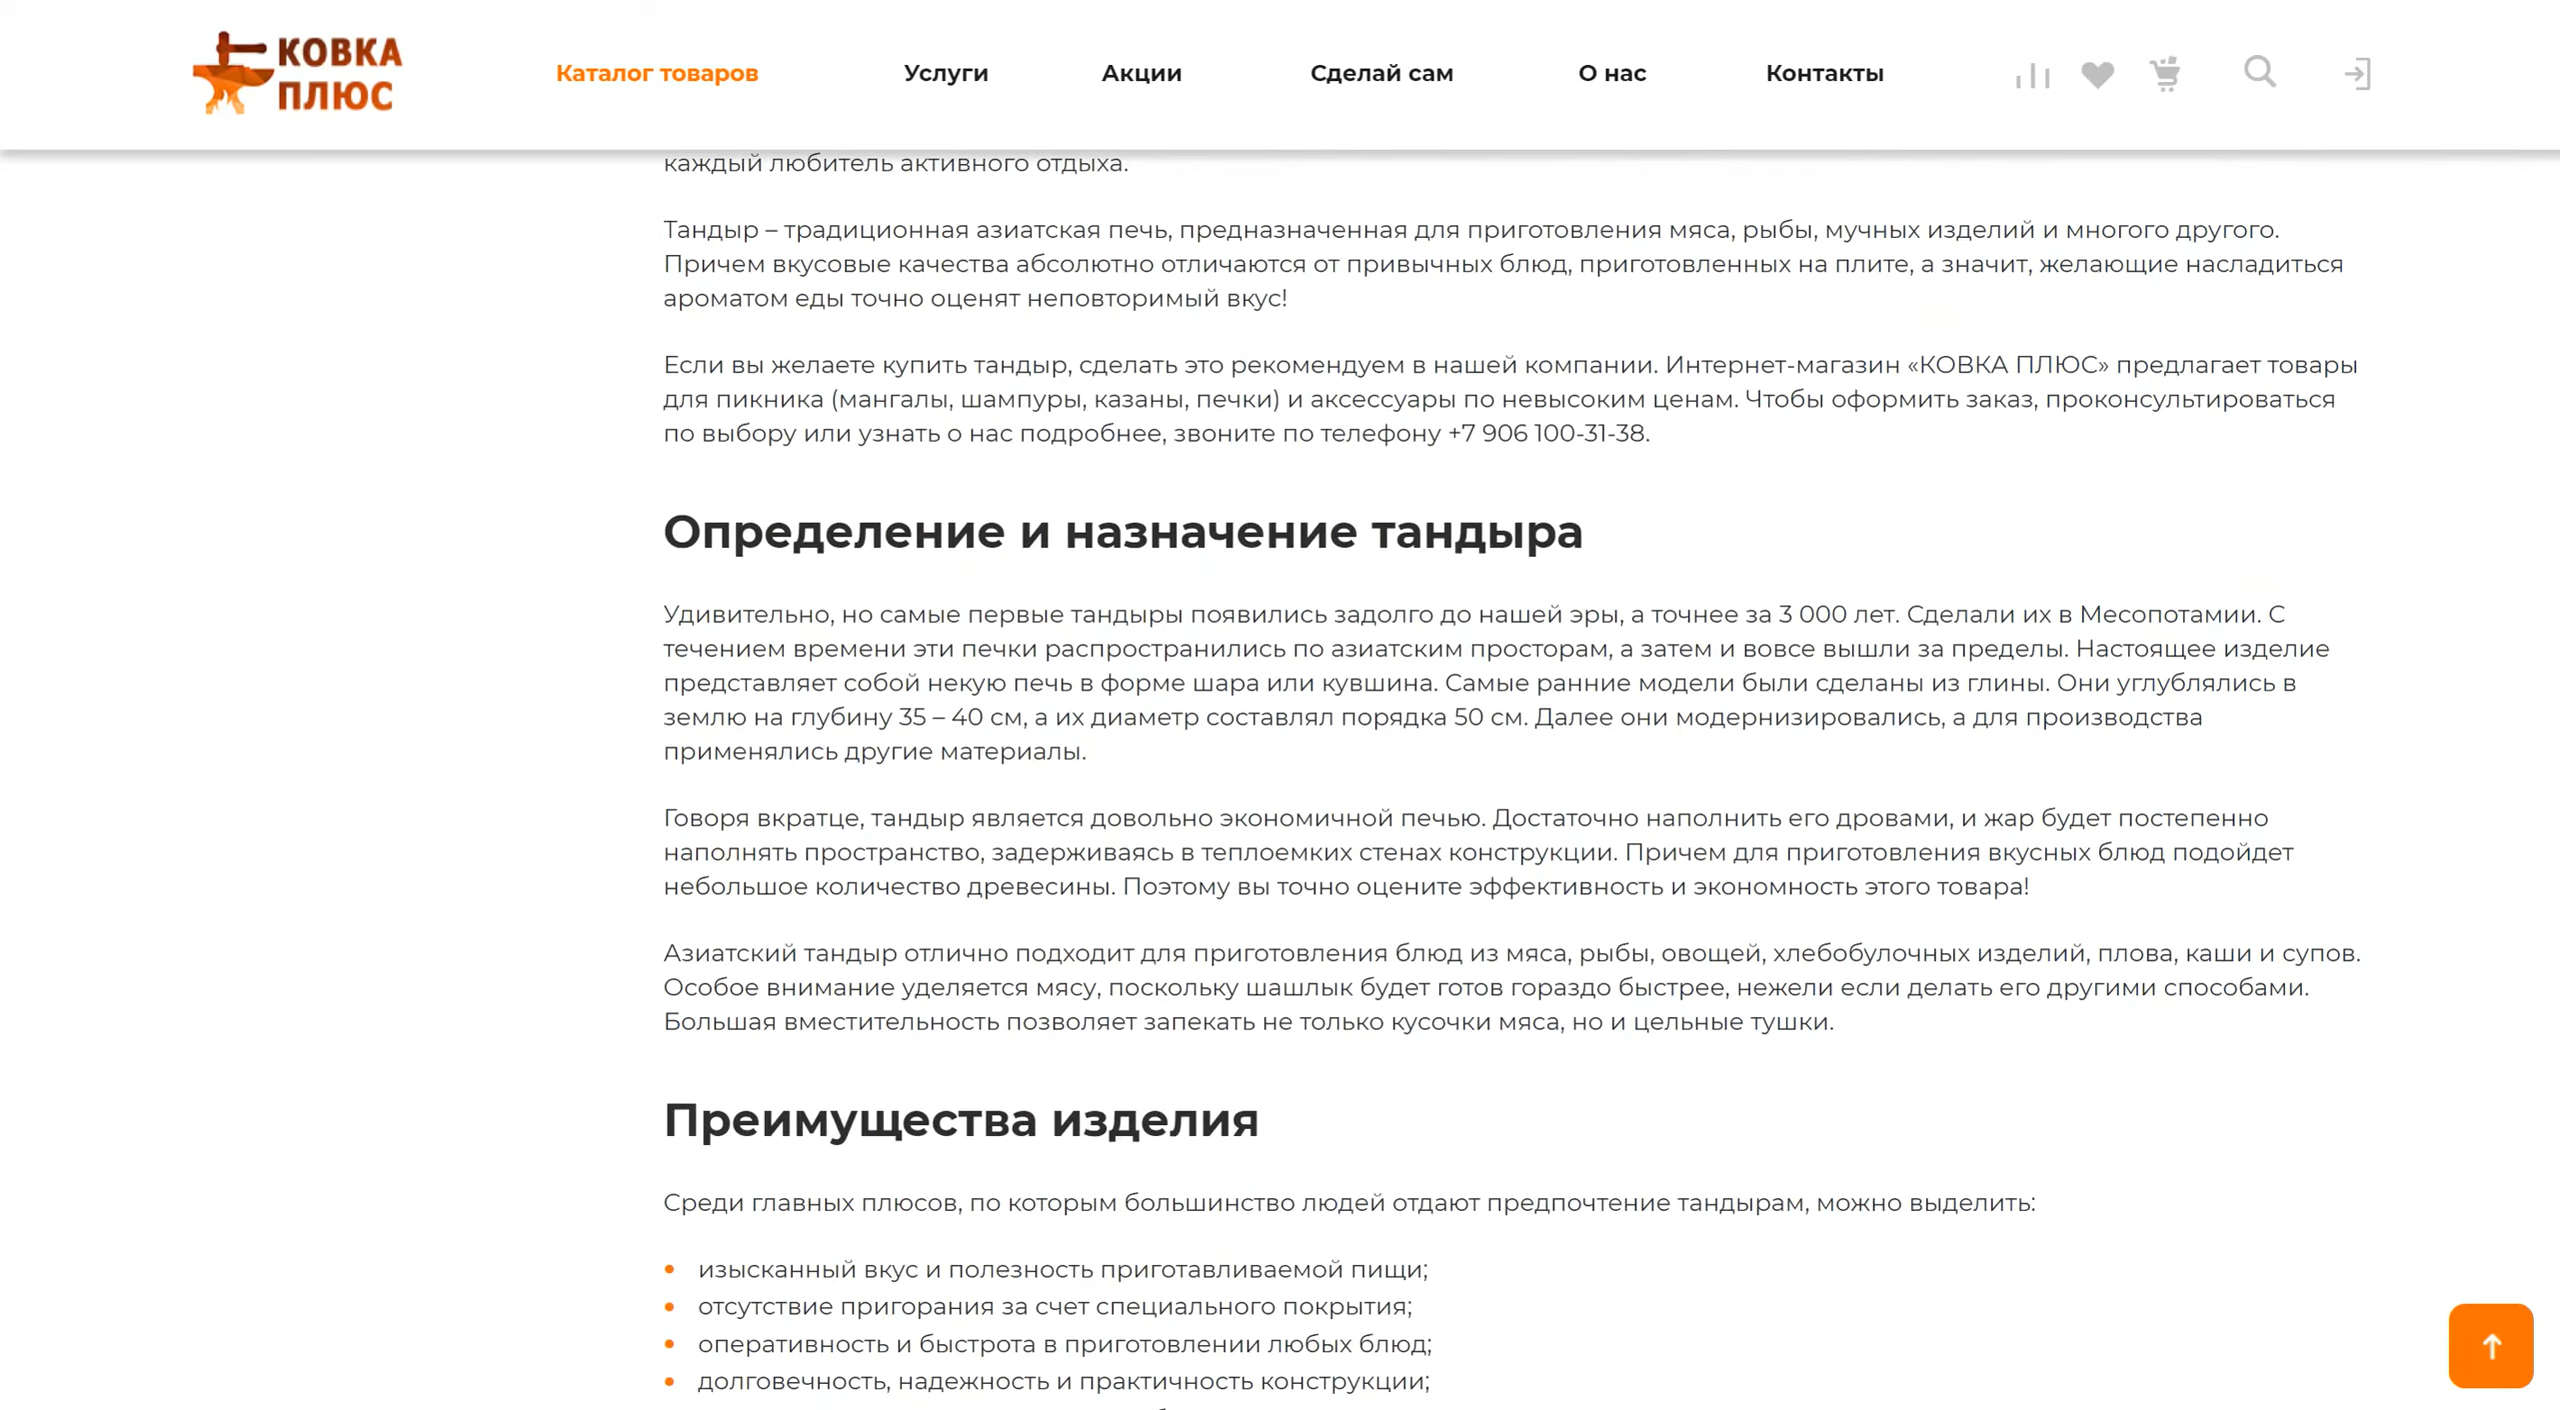 КОВКА
ПЛЮС
Каталог товаров
Услуги
Акции
Сделай сам
О нас
Контакты
каждый любитель активного отдыха.
Тандыр – традиционная азиатская печь, предназначенная для приготовления мяса, рыбы, мучных изделий и многого другого.
Причем вкусовые качества абсолютно отличаются от привычных блюд, приготовленных на плите, а значит, желающие насладиться
ароматом еды точно оценят неповторимый вкус!
Если вы желаете купить тандыр, сделать это рекомендуем в нашей компании. Интернет-магазин «КОВКА ПЛЮС» предлагает товары
для пикника (мангалы, шампуры, казаны, печки) и аксессуары по невысоким ценам. Чтобы оформить заказ, проконсультироваться
по выбору или узнать о нас подробнее, звоните по телефону +7 906 100-31-38.
Определение и назначение тандыра
Удивительно, но самые первые тандыры появились задолго до нашей эры, а точнее за 3 000 лет. Сделали их в Месопотамии. С
течением времени эти печки распространились по азиатским просторам, а затем и вовсе вышли за пределы. Настоящее изделие
представляет собой некую печь в форме шара или кувшина. Самые ранние модели были сделаны из глины. Они углублялись в
землю на глубину 35 – 40 см, а их диаметр составлял порядка 50 см. Далее они модернизировались, а для производства
применялись другие материалы.
Говоря вкратце, тандыр является довольно экономичной печью. Достаточно наполнить его дровами, и жар будет постепенно
наполнять пространство, задерживаясь в теплоемких стенах конструкции. Причем для приготовления вкусных блюд подойдет
небольшое количество древесины. Поэтому вы точно оцените эффективность и экономность этого товара!
Азиатский тандыр отлично подходит для приготовления блюд из мяса, рыбы, овощей, хлебобулочных изделий, плова, каши и супов.
Особое внимание уделяется мясу, поскольку шашлык будет готов гораздо быстрее, нежели если делать его другими способами.
Большая вместительность позволяет запекать не только кусочки мяса, но и цельные тушки.
Преимущества изделия
Среди главных плюсов, по которым большинство людей отдают предпочтение тандырам, можно выделить:
изысканный вкус и полезность приготавливаемой пищи;
отсутствие пригорания за счет специального покрытия;
оперативность и быстрота в приготовлении любых блюд;
долговечность, надежность и практичность конструкции;